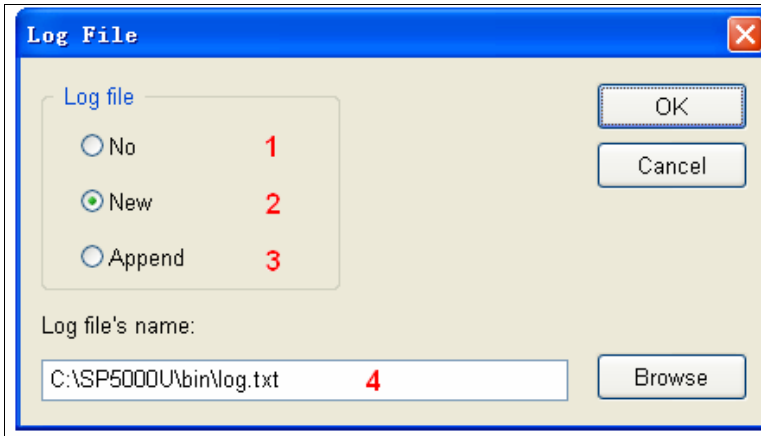 Log File
Log file
OK
No 1
Cancel
New 2
Append 3
Log file's name:
C:\SP5000U\bin\log.txt 4
Browse